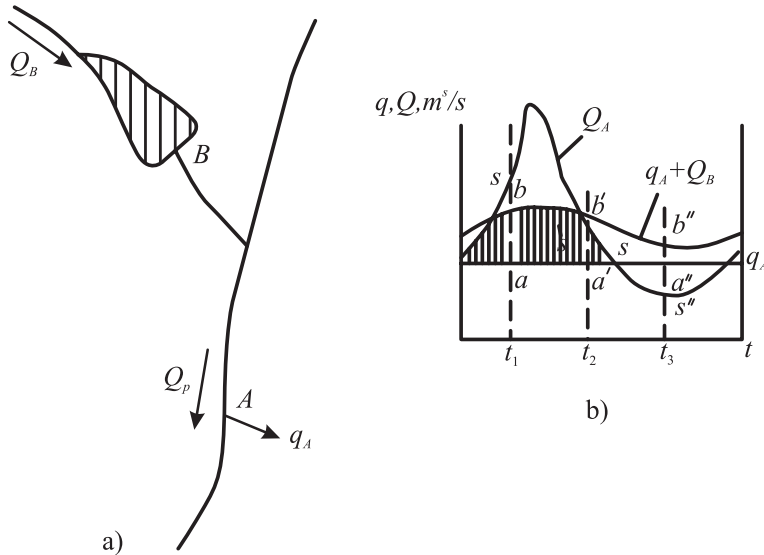 Q_B
B
Q_p
A
q_A
a)
q,Q,m^s/s
Q_A
q_A+Q_B
s
b
b'
b"
s
s
q_A
a
a'
a"
s"
t_1
t_2
t_3
t
b)